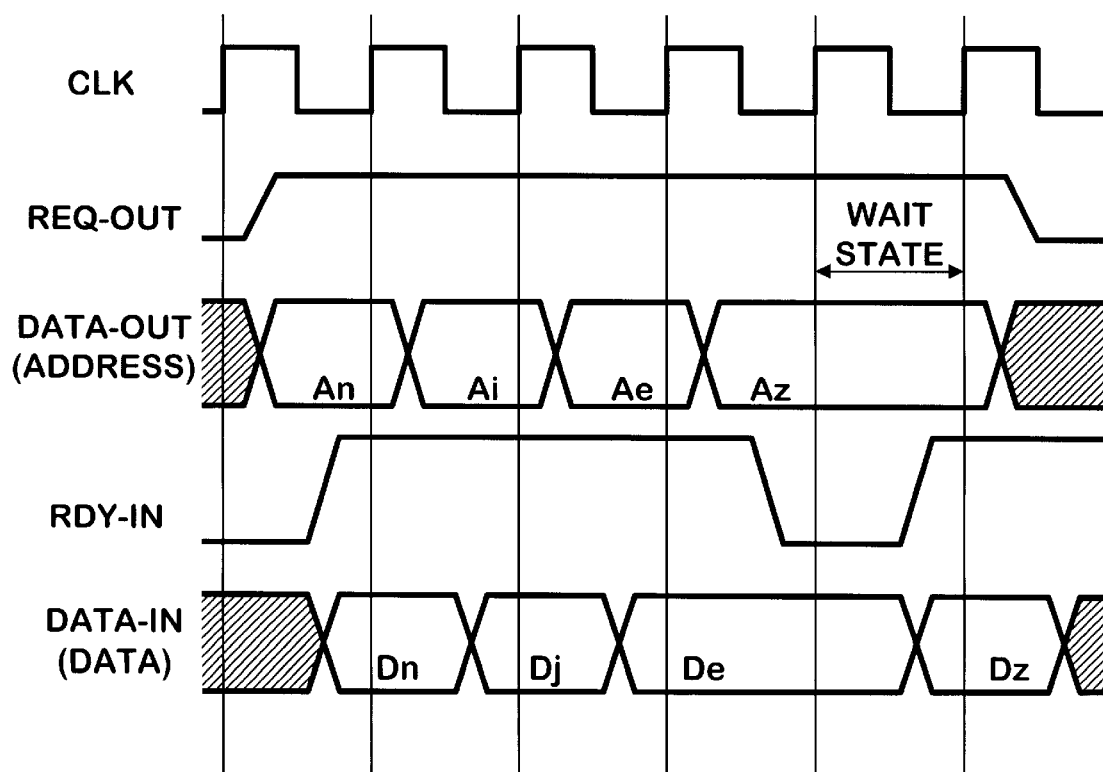 CLK
REQ-OUT
WAIT
STATE
DATA-OUT
(ADDRESS)
An Ai Ae Az
RDY-IN
DATA-IN
(DATA)
Dn Dj De Dz